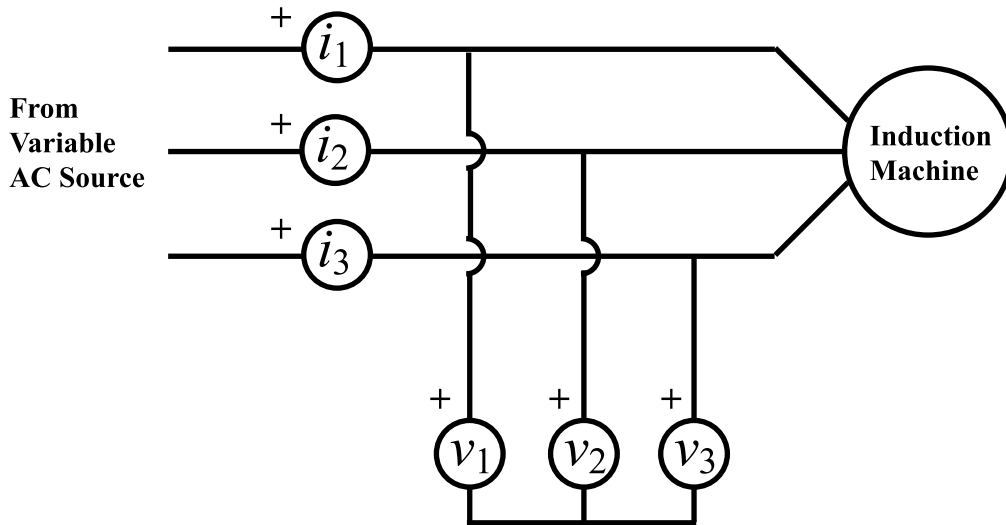 + i1
From
Variable
AC Source
+ i2
+ i3
Induction
Machine
+ v1
+ v2
+ v3